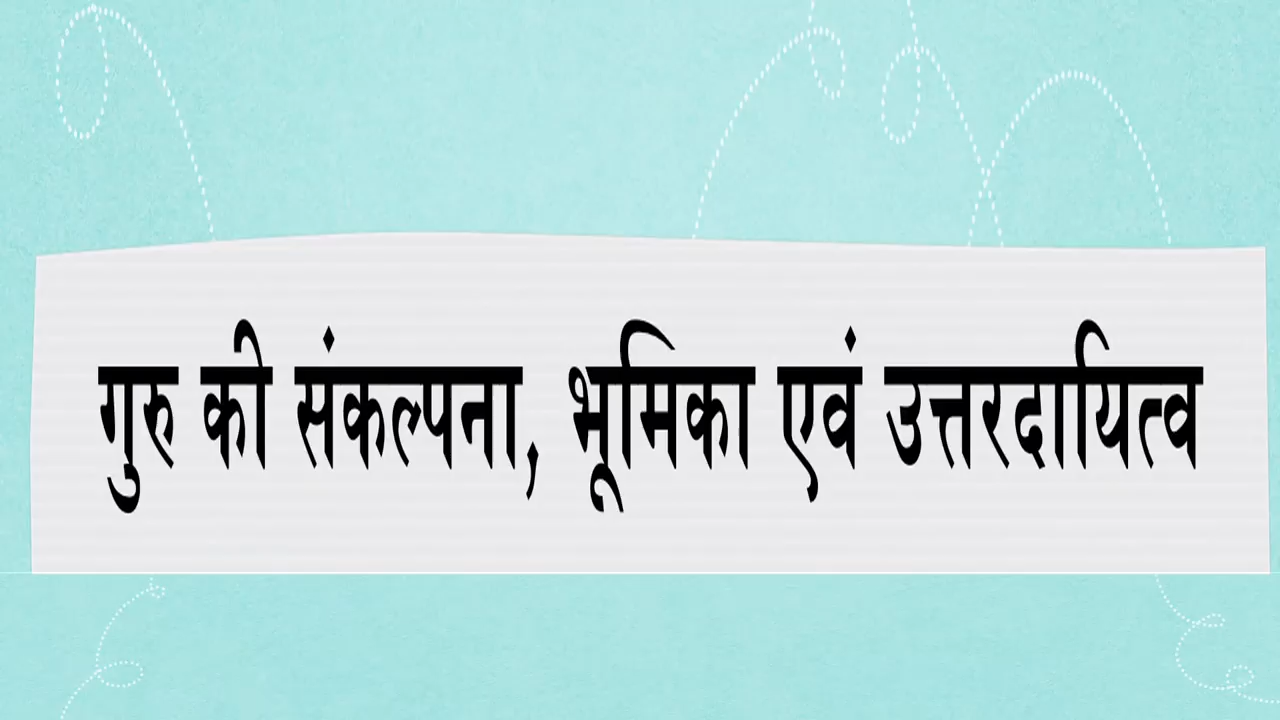 गुरु की संकल्पना, भूमिका एवं उत्तरदायित्व